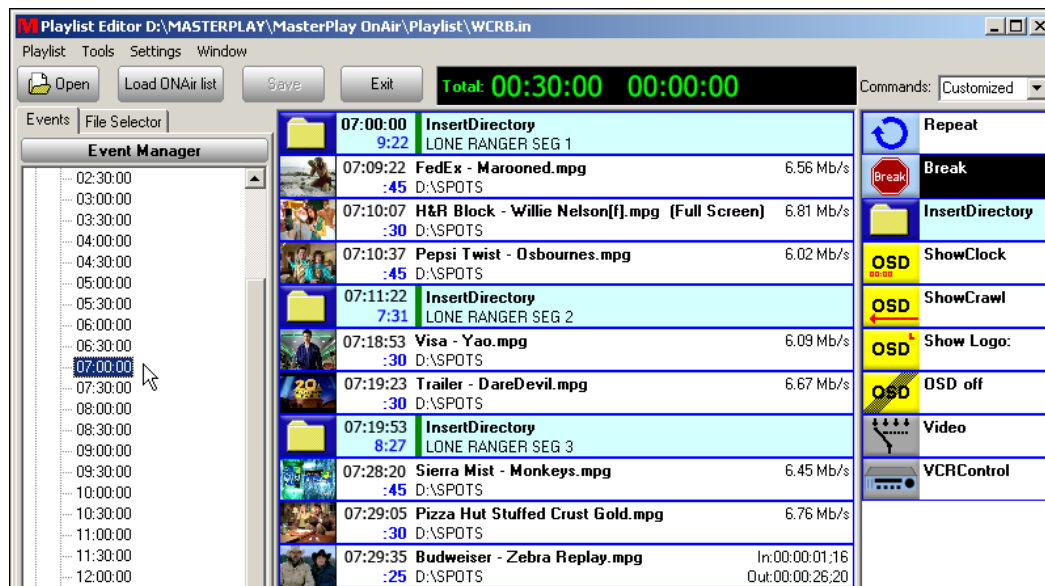 Playlist Editor D:\MASTERPLAY\MasterPlay OnAir\Playlist\WCRB.in
Playlist Tools Settings Window
Open Load ONAir list Save Exit Total: 00:30:00 00:00:00 Commands: Customized
Events File Selector
Event Manager
02:30:00
03:00:00
03:30:00
04:00:00
04:30:00
05:00:00
05:30:00
06:00:00
06:30:00
07:00:00
07:30:00
08:00:00
08:30:00
09:00:00
09:30:00
10:00:00
10:30:00
11:00:00
11:30:00
12:00:00
07:00:00 InsertDirectory
9:22 LONE RANGER SEG 1
07:09:22 FedEx - Marooned.mpg 6.56 Mb/s
:45 D:\SPOTS
07:10:07 H&R Block - Willie Nelson[f].mpg (Full Screen) 6.81 Mb/s
:30 D:\SPOTS
07:10:37 Pepsi Twist - Osbournes.mpg 6.02 Mb/s
:45 D:\SPOTS
07:11:22 InsertDirectory
7:31 LONE RANGER SEG 2
07:18:53 Visa - Yao.mpg 6.09 Mb/s
:30 D:\SPOTS
07:19:23 Trailer - DareDevil.mpg 6.67 Mb/s
:30 D:\SPOTS
07:19:53 InsertDirectory
8:27 LONE RANGER SEG 3
07:28:20 Sierra Mist - Monkeys.mpg 6.45 Mb/s
:45 D:\SPOTS
07:29:05 Pizza Hut Stuffed Crust Gold.mpg 6.76 Mb/s
:30 D:\SPOTS
07:29:35 Budweiser - Zebra Replay.mpg In:00:00:01;16
:25 D:\SPOTS Out:00:00:26;20
Repeat
Break Break
InsertDirectory
OSD 00:00 ShowClock
OSD ShowCrawl
OSD Show Logo:
OSD OSD off
Video
VCRControl